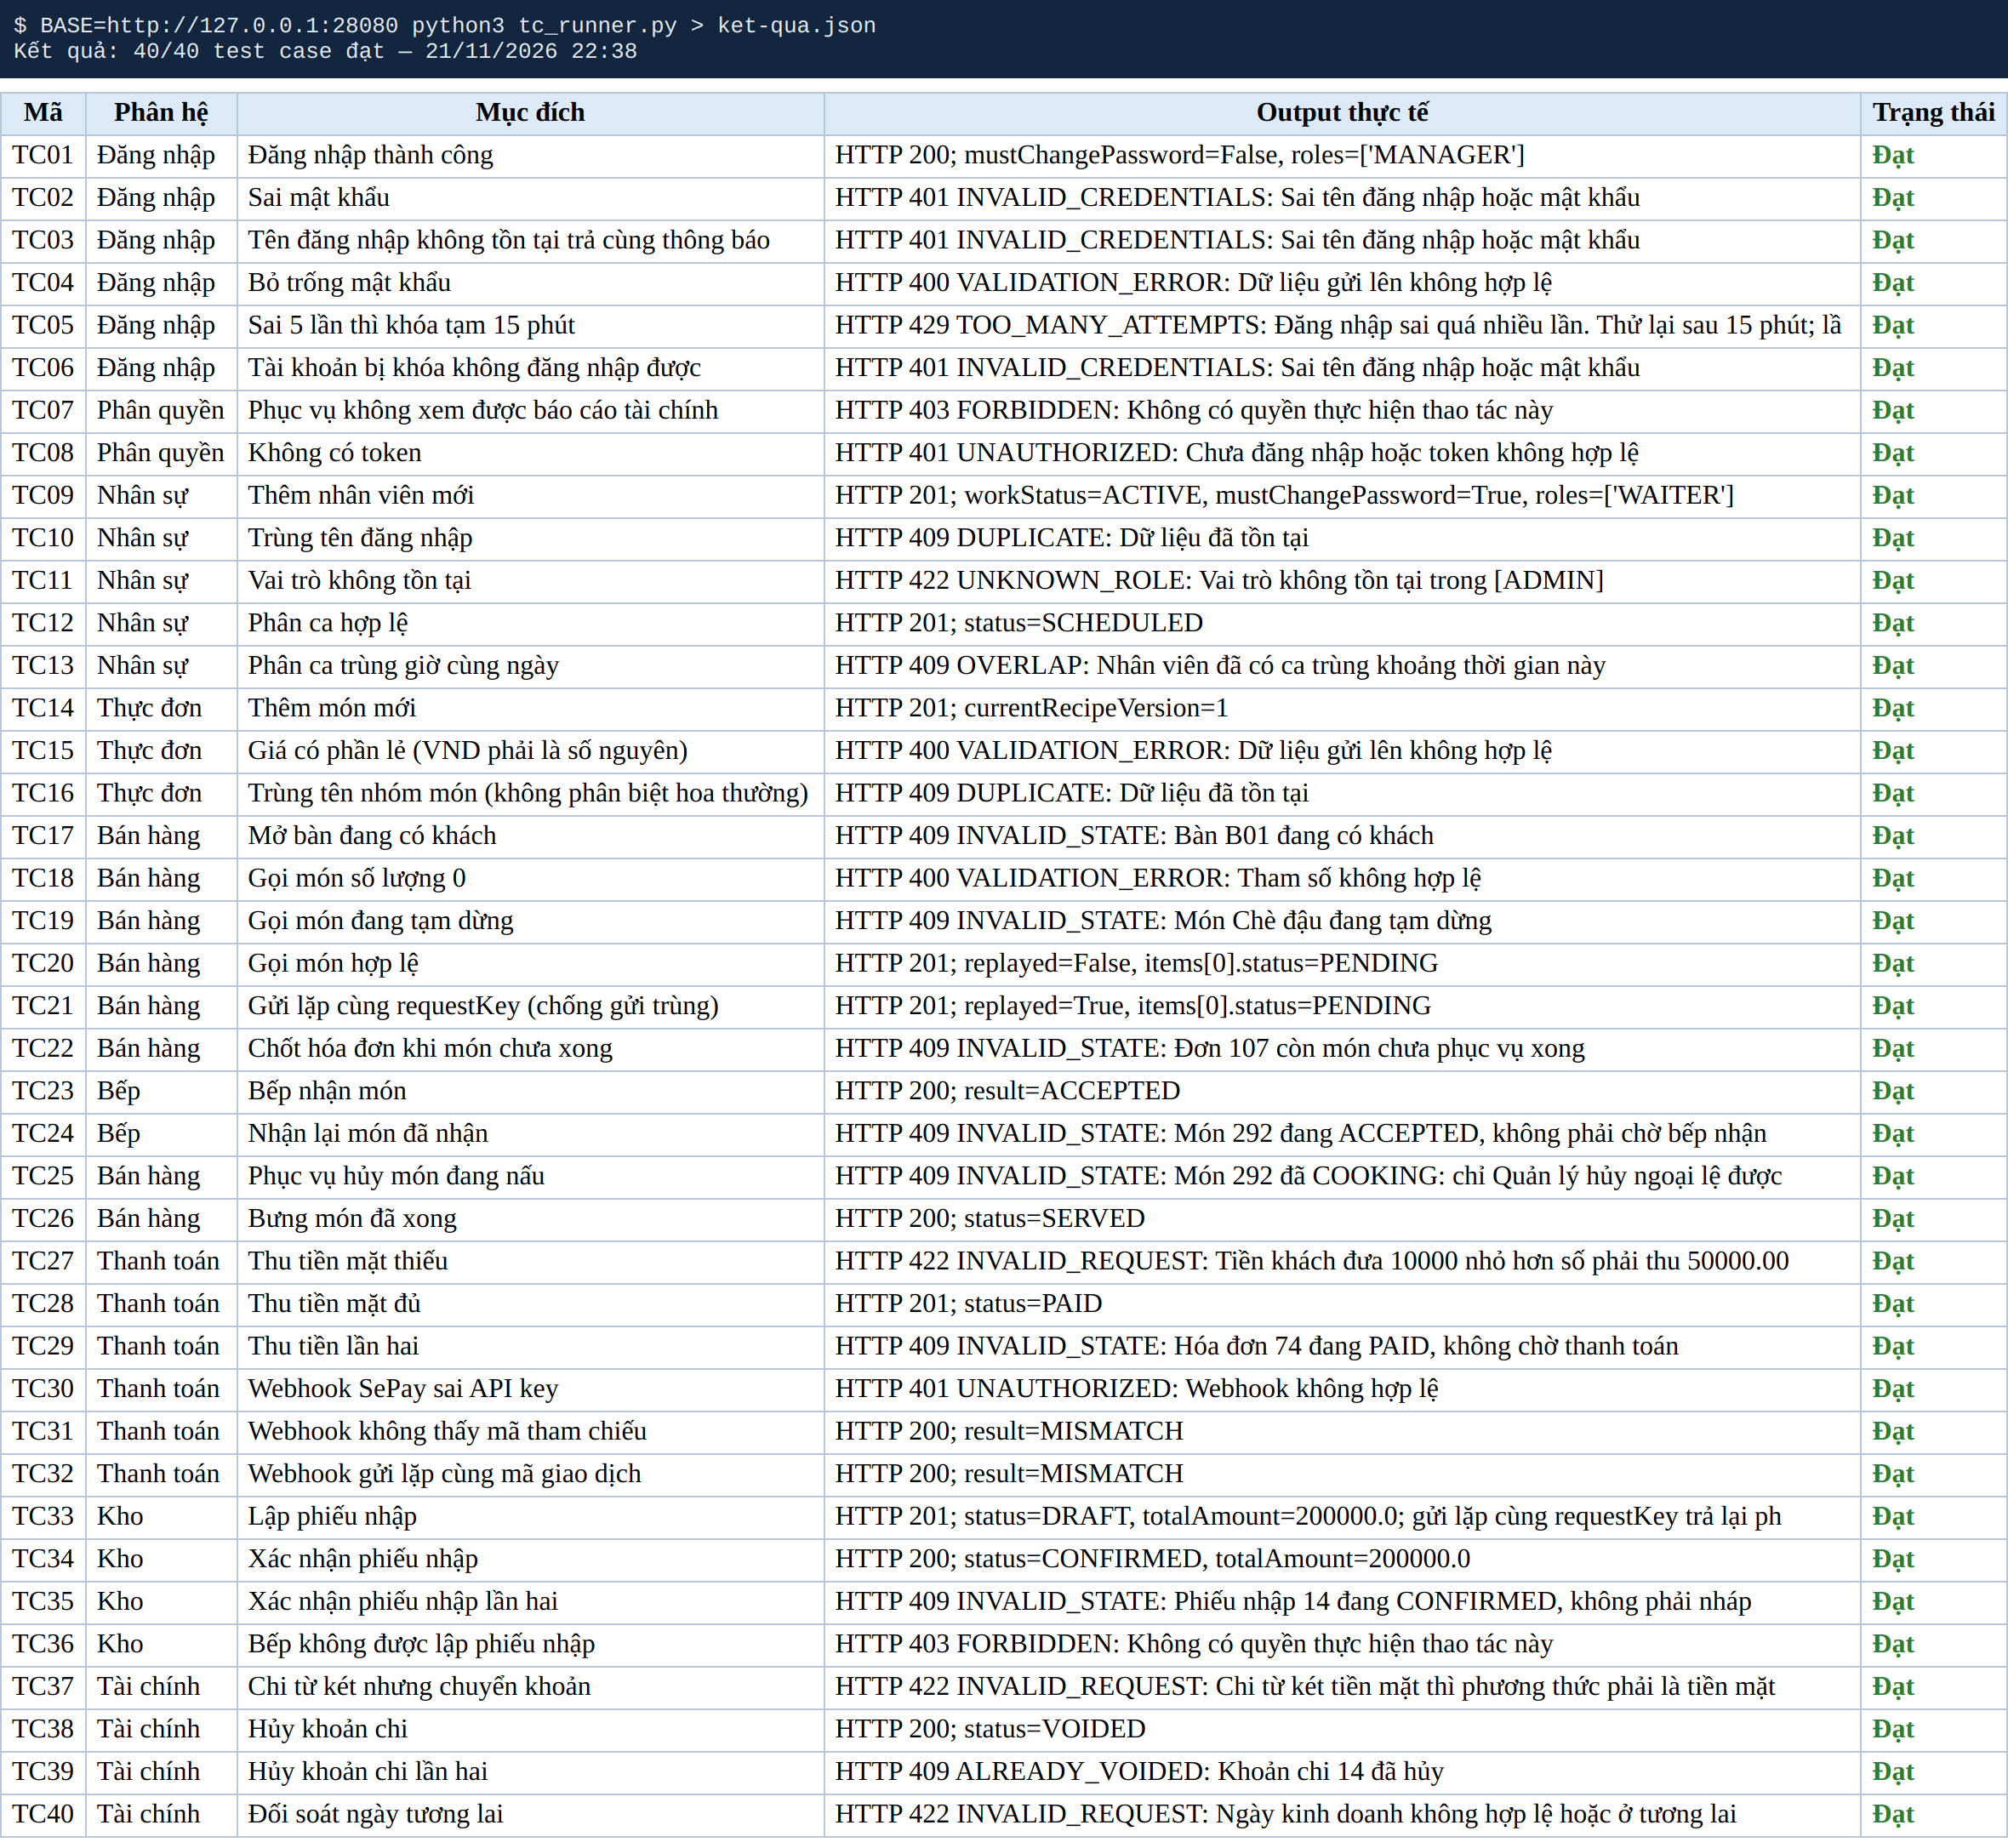 $ BASE=http://127.0.0.1:28080 python3 tc_runner.py > ket-qua.json
Kết quả: 40/40 test case đạt — 21/11/2026 22:38
Mã Phân hệ Mục đích Output thực tế Trạng thái
TC01 Đăng nhập Đăng nhập thành công HTTP 200; mustChangePassword=False, roles=['MANAGER'] Đạt
TC02 Đăng nhập Sai mật khẩu HTTP 401 INVALID_CREDENTIALS: Sai tên đăng nhập hoặc mật khẩu Đạt
TC03 Đăng nhập Tên đăng nhập không tồn tại trả cùng thông báo HTTP 401 INVALID_CREDENTIALS: Sai tên đăng nhập hoặc mật khẩu Đạt
TC04 Đăng nhập Bỏ trống mật khẩu HTTP 400 VALIDATION_ERROR: Dữ liệu gửi lên không hợp lệ Đạt
TC05 Đăng nhập Sai 5 lần thì khóa tạm 15 phút HTTP 429 TOO_MANY_ATTEMPTS: Đăng nhập sai quá nhiều lần. Thử lại sau 15 phút; lầ Đạt
TC06 Đăng nhập Tài khoản bị khóa không đăng nhập được HTTP 401 INVALID_CREDENTIALS: Sai tên đăng nhập hoặc mật khẩu Đạt
TC07 Phân quyền Phục vụ không xem được báo cáo tài chính HTTP 403 FORBIDDEN: Không có quyền thực hiện thao tác này Đạt
TC08 Phân quyền Không có token HTTP 401 UNAUTHORIZED: Chưa đăng nhập hoặc token không hợp lệ Đạt
TC09 Nhân sự Thêm nhân viên mới HTTP 201; workStatus=ACTIVE, mustChangePassword=True, roles=['WAITER'] Đạt
TC10 Nhân sự Trùng tên đăng nhập HTTP 409 DUPLICATE: Dữ liệu đã tồn tại Đạt
TC11 Nhân sự Vai trò không tồn tại HTTP 422 UNKNOWN_ROLE: Vai trò không tồn tại trong [ADMIN] Đạt
TC12 Nhân sự Phân ca hợp lệ HTTP 201; status=SCHEDULED Đạt
TC13 Nhân sự Phân ca trùng giờ cùng ngày HTTP 409 OVERLAP: Nhân viên đã có ca trùng khoảng thời gian này Đạt
TC14 Thực đơn Thêm món mới HTTP 201; currentRecipeVersion=1 Đạt
TC15 Thực đơn Giá có phần lẻ (VND phải là số nguyên) HTTP 400 VALIDATION_ERROR: Dữ liệu gửi lên không hợp lệ Đạt
TC16 Thực đơn Trùng tên nhóm món (không phân biệt hoa thường) HTTP 409 DUPLICATE: Dữ liệu đã tồn tại Đạt
TC17 Bán hàng Mở bàn đang có khách HTTP 409 INVALID_STATE: Bàn B01 đang có khách Đạt
TC18 Bán hàng Gọi món số lượng 0 HTTP 400 VALIDATION_ERROR: Tham số không hợp lệ Đạt
TC19 Bán hàng Gọi món đang tạm dừng HTTP 409 INVALID_STATE: Món Chè đậu đang tạm dừng Đạt
TC20 Bán hàng Gọi món hợp lệ HTTP 201; replayed=False, items[0].status=PENDING Đạt
TC21 Bán hàng Gửi lặp cùng requestKey (chống gửi trùng) HTTP 201; replayed=True, items[0].status=PENDING Đạt
TC22 Bán hàng Chốt hóa đơn khi món chưa xong HTTP 409 INVALID_STATE: Đơn 107 còn món chưa phục vụ xong Đạt
TC23 Bếp Bếp nhận món HTTP 200; result=ACCEPTED Đạt
TC24 Bếp Nhận lại món đã nhận HTTP 409 INVALID_STATE: Món 292 đang ACCEPTED, không phải chờ bếp nhận Đạt
TC25 Bán hàng Phục vụ hủy món đang nấu HTTP 409 INVALID_STATE: Món 292 đã COOKING: chỉ Quản lý hủy ngoại lệ được Đạt
TC26 Bán hàng Bưng món đã xong HTTP 200; status=SERVED Đạt
TC27 Thanh toán Thu tiền mặt thiếu HTTP 422 INVALID_REQUEST: Tiền khách đưa 10000 nhỏ hơn số phải thu 50000.00 Đạt
TC28 Thanh toán Thu tiền mặt đủ HTTP 201; status=PAID Đạt
TC29 Thanh toán Thu tiền lần hai HTTP 409 INVALID_STATE: Hóa đơn 74 đang PAID, không chờ thanh toán Đạt
TC30 Thanh toán Webhook SePay sai API key HTTP 401 UNAUTHORIZED: Webhook không hợp lệ Đạt
TC31 Thanh toán Webhook không thấy mã tham chiếu HTTP 200; result=MISMATCH Đạt
TC32 Thanh toán Webhook gửi lặp cùng mã giao dịch HTTP 200; result=MISMATCH Đạt
TC33 Kho Lập phiếu nhập HTTP 201; status=DRAFT, totalAmount=200000.0; gửi lặp cùng requestKey trả lại ph Đạt
TC34 Kho Xác nhận phiếu nhập HTTP 200; status=CONFIRMED, totalAmount=200000.0 Đạt
TC35 Kho Xác nhận phiếu nhập lần hai HTTP 409 INVALID_STATE: Phiếu nhập 14 đang CONFIRMED, không phải nháp Đạt
TC36 Kho Bếp không được lập phiếu nhập HTTP 403 FORBIDDEN: Không có quyền thực hiện thao tác này Đạt
TC37 Tài chính Chi từ két nhưng chuyển khoản HTTP 422 INVALID_REQUEST: Chi từ két tiền mặt thì phương thức phải là tiền mặt Đạt
TC38 Tài chính Hủy khoản chi HTTP 200; status=VOIDED Đạt
TC39 Tài chính Hủy khoản chi lần hai HTTP 409 ALREADY_VOIDED: Khoản chi 14 đã hủy Đạt
TC40 Tài chính Đối soát ngày tương lai HTTP 422 INVALID_REQUEST: Ngày kinh doanh không hợp lệ hoặc ở tương lai Đạt